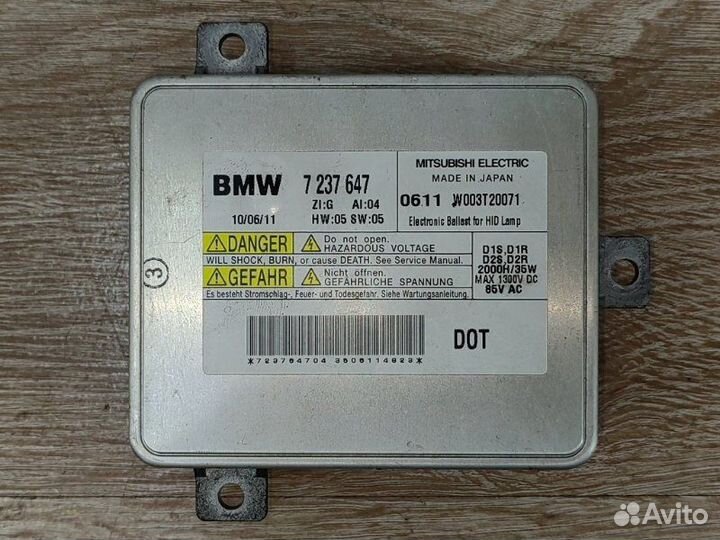 BMW 7 237 647
ZI:G AI:04
10/06/11 HW:05 SW:05
MITSUBISHI ELECTRIC
MADE IN JAPAN
0611 W003T20071
Electronic Ballast for HID Lamp
DANGER Do not open.
HAZARDOUS VOLTAGE
WILL SHOCK, BURN, or cause DEATH. See Service Manual.
GEFAHR Nicht öffnen.
GEFÄHRLICHE SPANNUNG
Es besteht Stromschlag-, Feuer- und Todesgefahr. Siehe Wartungsanleitung.
D1S,D1R
D2S,D2R
2000H/35W
MAX 1300V DC
85V AC
*723764704 3506114823*
DOT
3
Avito